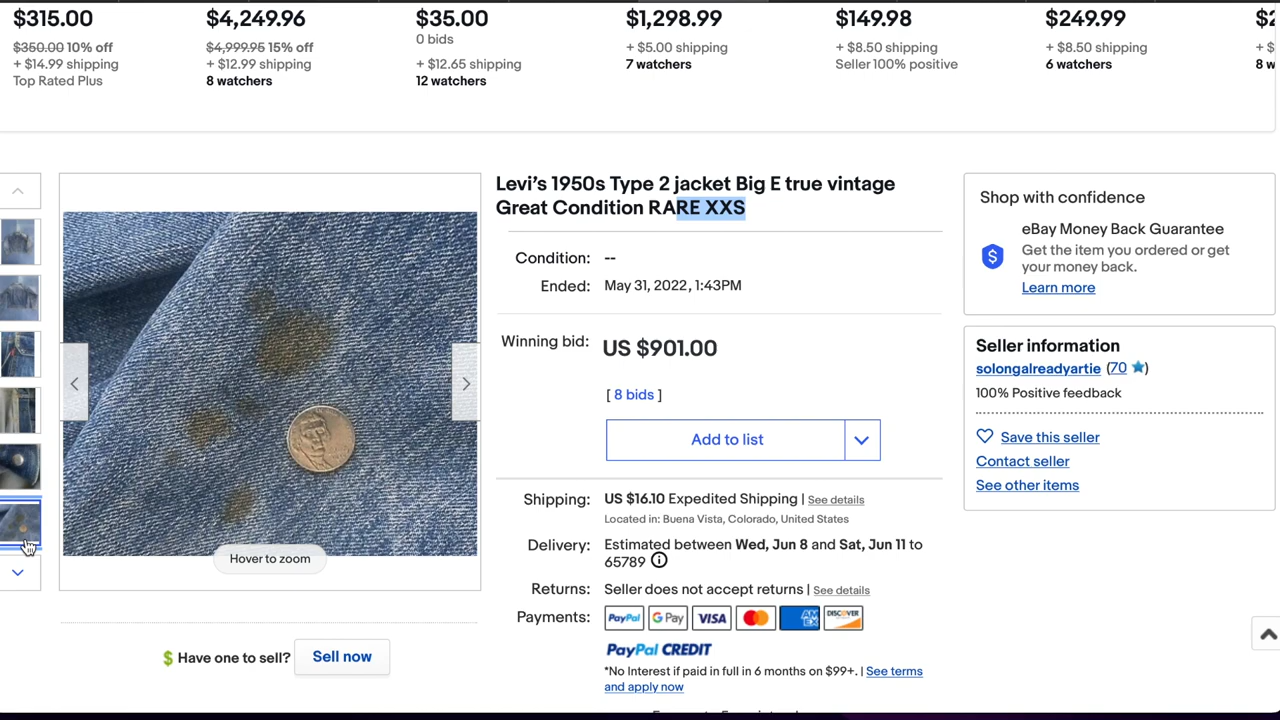 $315.00
$350.00 10% off
+ $14.99 shipping
Top Rated Plus
$4,249.96
$4,999.95 15% off
+ $12.99 shipping
8 watchers
$35.00
0 bids
+ $12.65 shipping
12 watchers
$1,298.99
+ $5.00 shipping
7 watchers
$149.98
+ $8.50 shipping
Seller 100% positive
$249.99
+ $8.50 shipping
6 watchers
Levi's 1950s Type 2 jacket Big E true vintage
Great Condition RARE XXS
Condition: --
Ended: May 31, 2022, 1:43PM
Winning bid: US $901.00
[ 8 bids ]
Add to list
Shipping: US $16.10 Expedited Shipping | See details
Located in: Buena Vista, Colorado, United States
Delivery: Estimated between Wed, Jun 8 and Sat, Jun 11 to
65789
Returns: Seller does not accept returns | See details
Payments: PayPal G Pay VISA AM EX DISCOVER
PayPal CREDIT
*No Interest if paid in full in 6 months on $99+. | See terms
and apply now
Hover to zoom
Have one to sell? Sell now
Shop with confidence
eBay Money Back Guarantee
Get the item you ordered or get
your money back.
Learn more
Seller information
solongalreadyartie (70)
100% Positive feedback
Save this seller
Contact seller
See other items